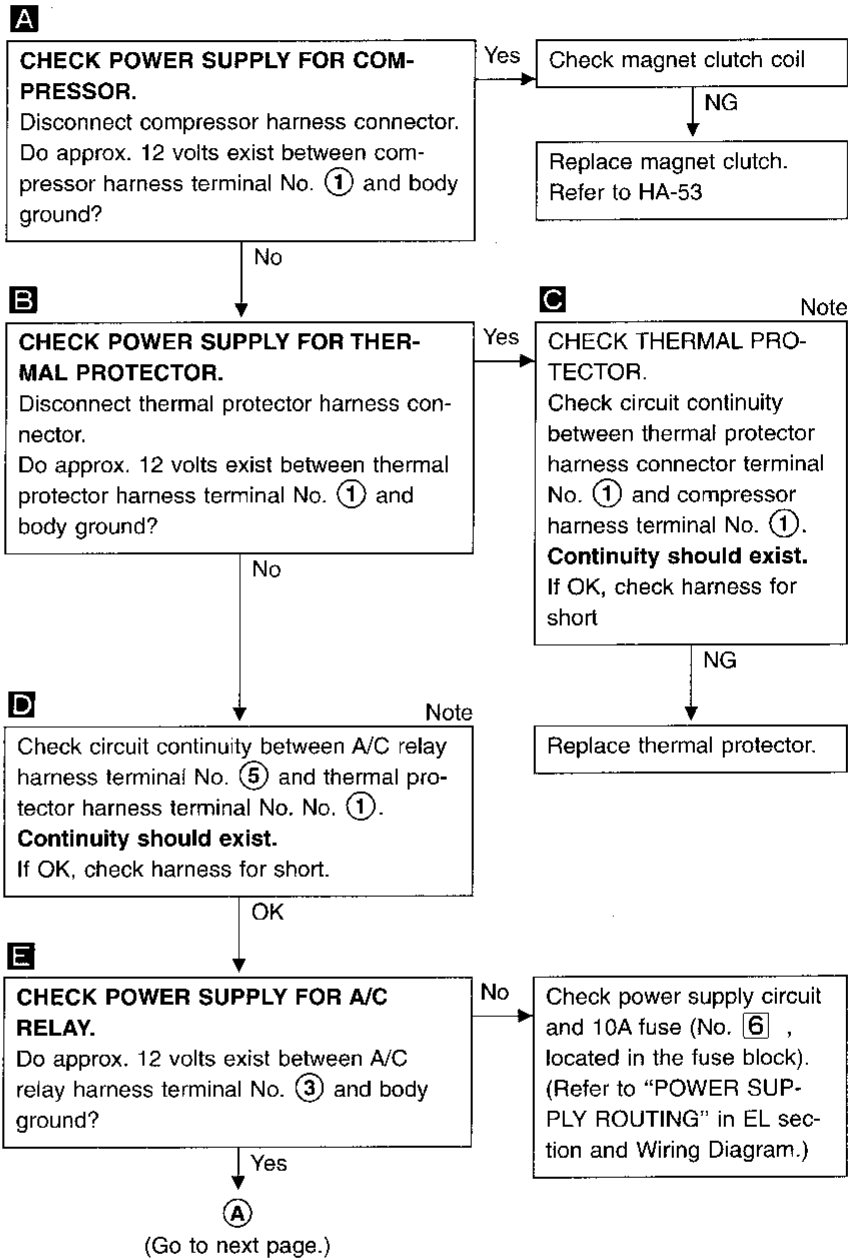 A
CHECK POWER SUPPLY FOR COM-
PRESSOR.
Disconnect compressor harness connector.
Do approx. 12 volts exist between com-
pressor harness terminal No. ① and body
ground?
Yes
Check magnet clutch coil
NG
Replace magnet clutch.
Refer to HA-53
No
B
CHECK POWER SUPPLY FOR THER-
MAL PROTECTOR.
Disconnect thermal protector harness con-
nector.
Do approx. 12 volts exist between thermal
protector harness terminal No. ① and
body ground?
Yes
C
Note
CHECK THERMAL PRO-
TECTOR.
Check circuit continuity
between thermal protector
harness connector terminal
No. ① and compressor
harness terminal No. ①.
Continuity should exist.
If OK, check harness for
short
No
NG
Replace thermal protector.
D
Note
Check circuit continuity between A/C relay
harness terminal No. ⑤ and thermal pro-
tector harness terminal No. No. ①.
Continuity should exist.
If OK, check harness for short.
OK
E
CHECK POWER SUPPLY FOR A/C
RELAY.
Do approx. 12 volts exist between A/C
relay harness terminal No. ③ and body
ground?
No
Check power supply circuit
and 10A fuse (No. 6 ,
located in the fuse block).
(Refer to “POWER SUP-
PLY ROUTING” in EL sec-
tion and Wiring Diagram.)
Yes
Ⓐ
(Go to next page.)